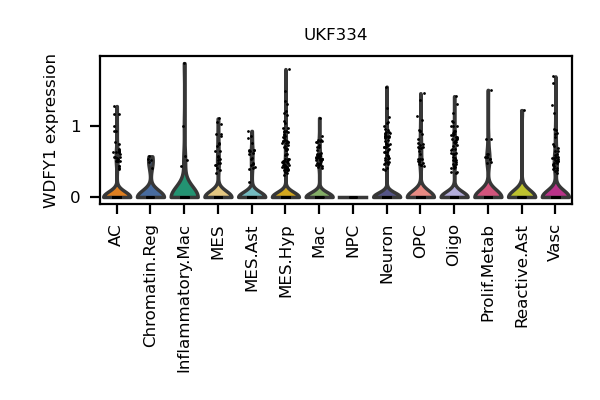 UKF334
WDFY1 expression
1
0
AC
Chromatin.Reg
Inflammatory.Mac
MES
MES.Ast
MES.Hyp
Mac
NPC
Neuron
OPC
Oligo
Prolif.Metab
Reactive.Ast
Vasc